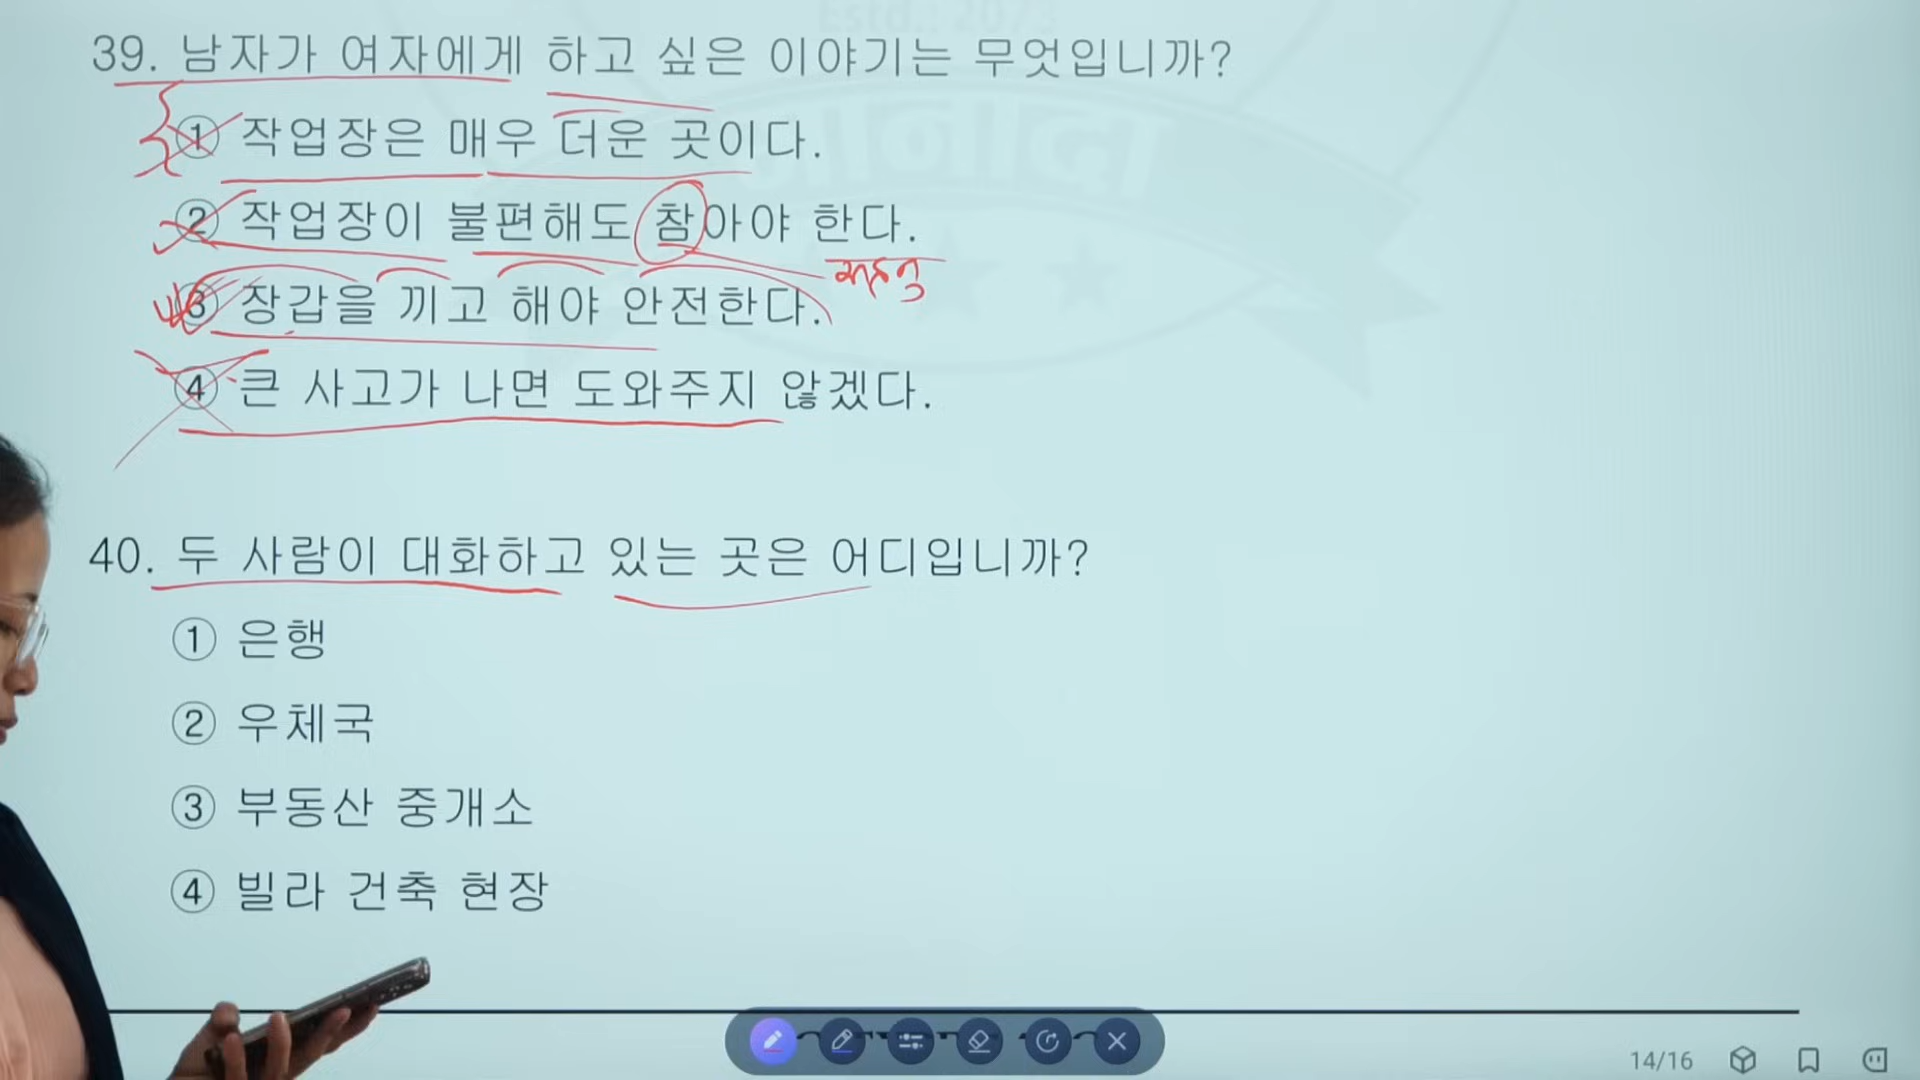 Estd.: 2073
39. 남자가 여자에게 하고 싶은 이야기는 무엇입니까?
① 작업장은 매우 더운 곳이다.
② 작업장이 불편해도 참아야 한다.
③ 장갑을 끼고 해야 안전한다.
④ 큰 사고가 나면 도와주지 않겠다.
40. 두 사람이 대화하고 있는 곳은 어디입니까?
① 은행
② 우체국
③ 부동산 중개소
④ 빌라 건축 현장
14/16